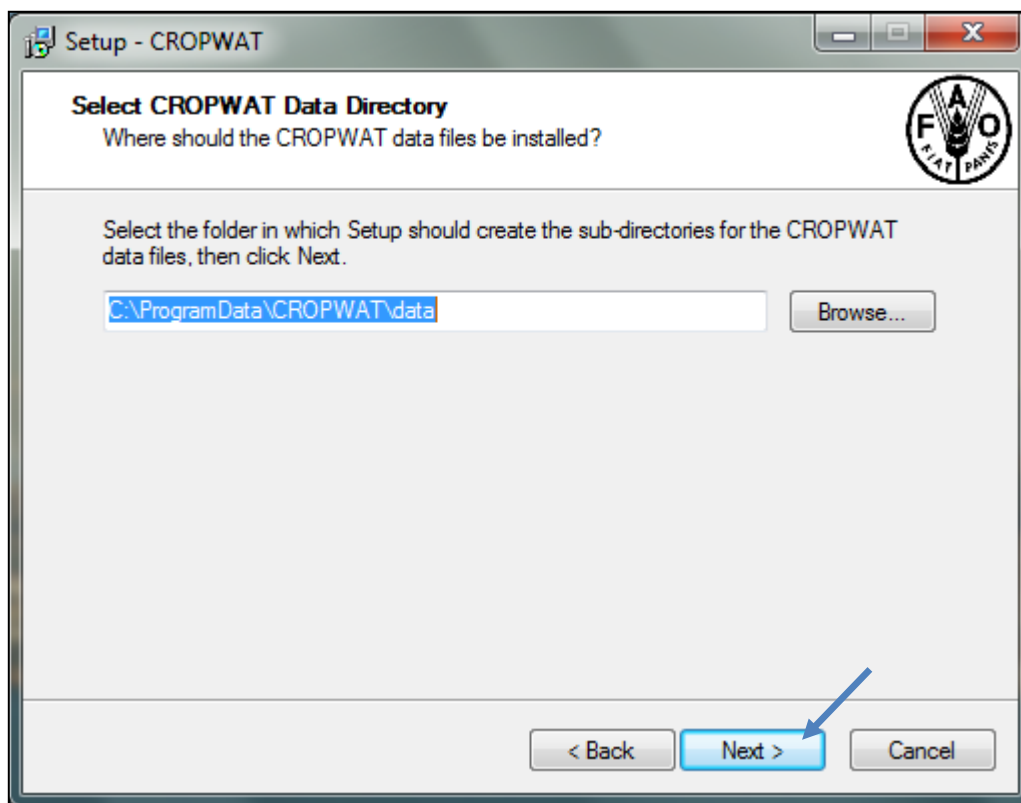 Setup - CROPWAT
Select CROPWAT Data Directory
Where should the CROPWAT data files be installed?
F A O
FIAT PANIS
Select the folder in which Setup should create the sub-directories for the CROPWAT
data files, then click Next.
C:\ProgramData\CROPWAT\data
Browse...
< Back
Next >
Cancel